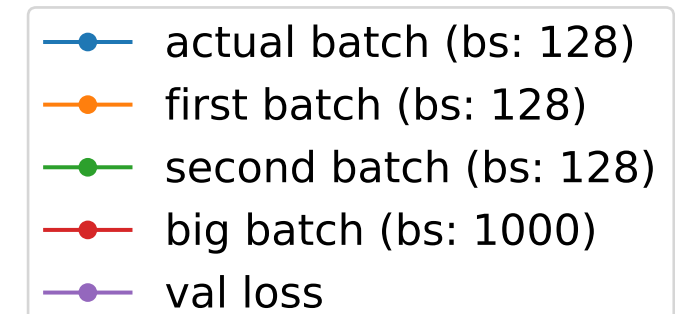 actual batch (bs: 128)
first batch (bs: 128)
second batch (bs: 128)
big batch (bs: 1000)
val loss